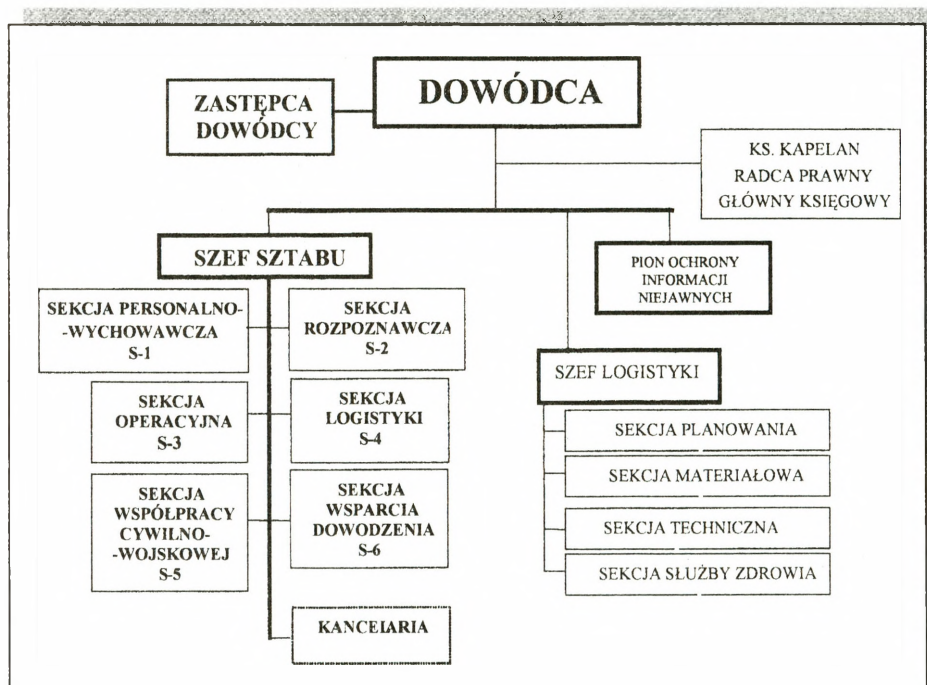 DOWÓDCA
ZASTĘPCA
DOWÓDCY
KS. KAPELAN
RADCA PRAWNY
GŁÓWNY KSIĘGOWY
SZEF SZTABU
PION OCHRONY
INFORMACJI
NIEJAWNYCH
SEKCJA PERSONALNO-
-WYCHOWAWCZA
S-1
SEKCJA
ROZPOZNAWCZA
S-2
SEKCJA
OPERACYJNA
S-3
SEKCJA
LOGISTYKI
S-4
SEKCJA
WSPÓŁPRACY
CYWILNO-
-WOJSKOWEJ
S-5
SEKCJA
WSPARCIA
DOWODZENIA
S-6
KANCELARIA
SZEF LOGISTYKI
SEKCJA PLANOWANIA
SEKCJA MATERIAŁOWA
SEKCJA TECHNICZNA
SEKCJA SŁUŻBY ZDROWIA